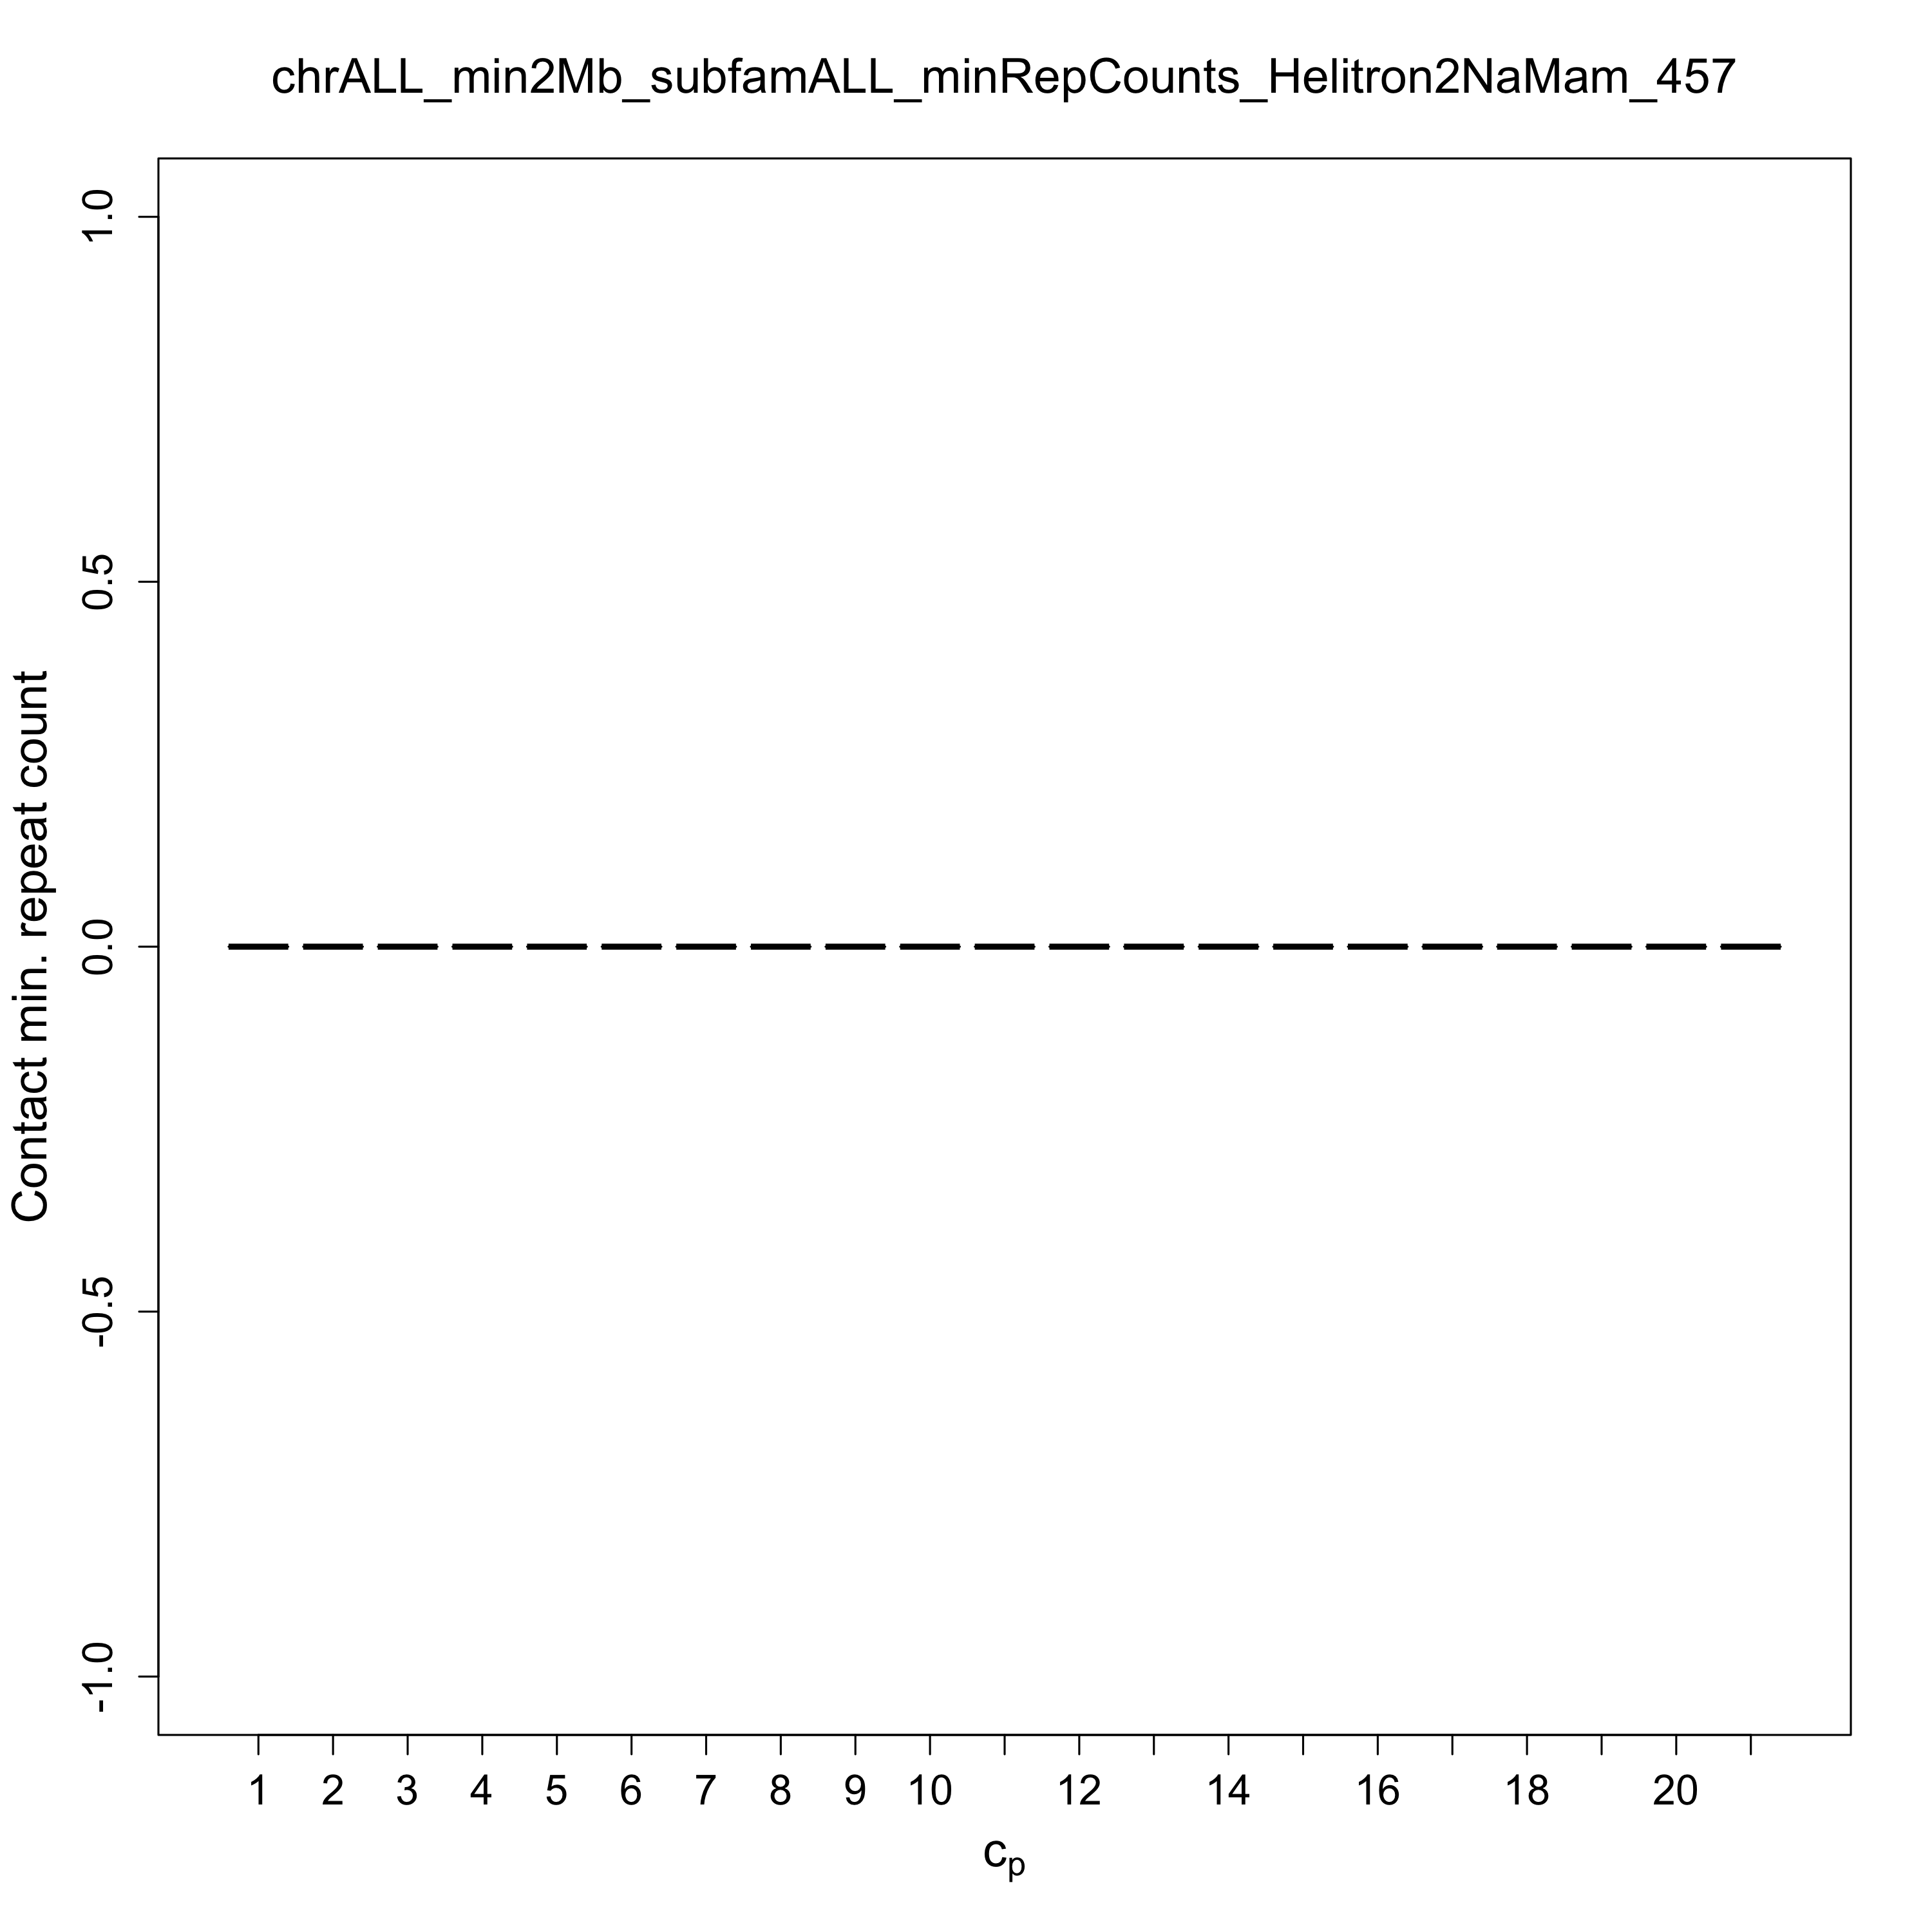 chrALL_min2Mb_subfamALL_minRepCounts_Helitron2NaMam_457
Contact min. repeat count
1.0
0.5
0.0
-0.5
-1.0
1 2 3 4 5 6 7 8 9 10 12 14 16 18 20
cp